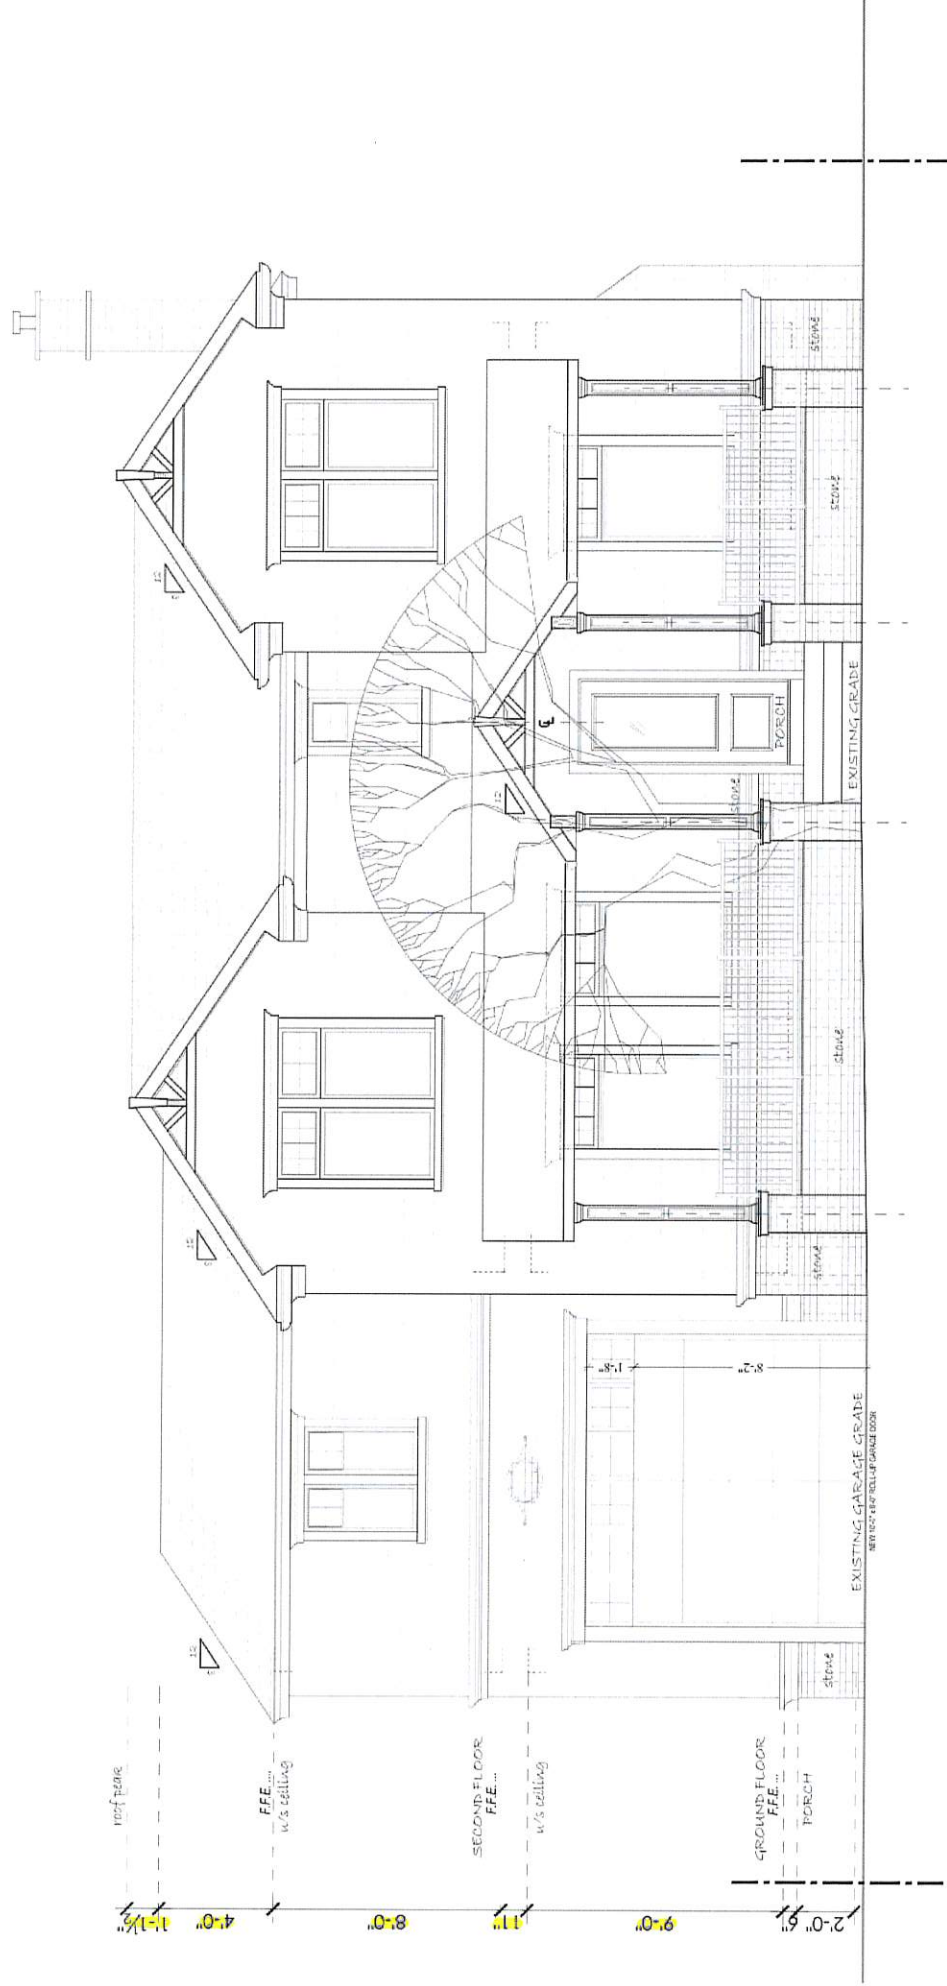 roof peak
F.F.E. ...
u/s ceiling
SECOND FLOOR
F.F.E. ...
u/s ceiling
GROUND FLOOR
F.F.E. ...
PORCH
1'-1½"
4'-0"
8'-0"
11"
9'-0"
6"
2'-0"
12
12
12
12
1'-8"
8'-2"
stone
EXISTING GARAGE GRADE
stone
stone
stone
PORCH
EXISTING GRADE
CL
stone
stone